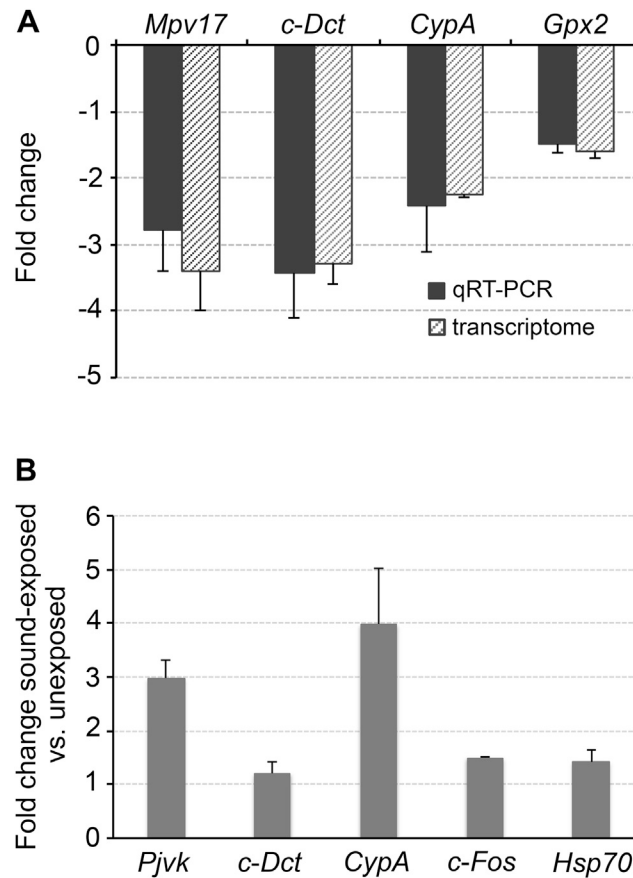 A
Mpv17 c-Dct CypA Gpx2
0
-1
-2
-3
-4
-5
Fold change
qRT-PCR
transcriptome
B
Fold change sound-exposed
vs. unexposed
6
5
4
3
2
1
0
Pjvk c-Dct CypA c-Fos Hsp70